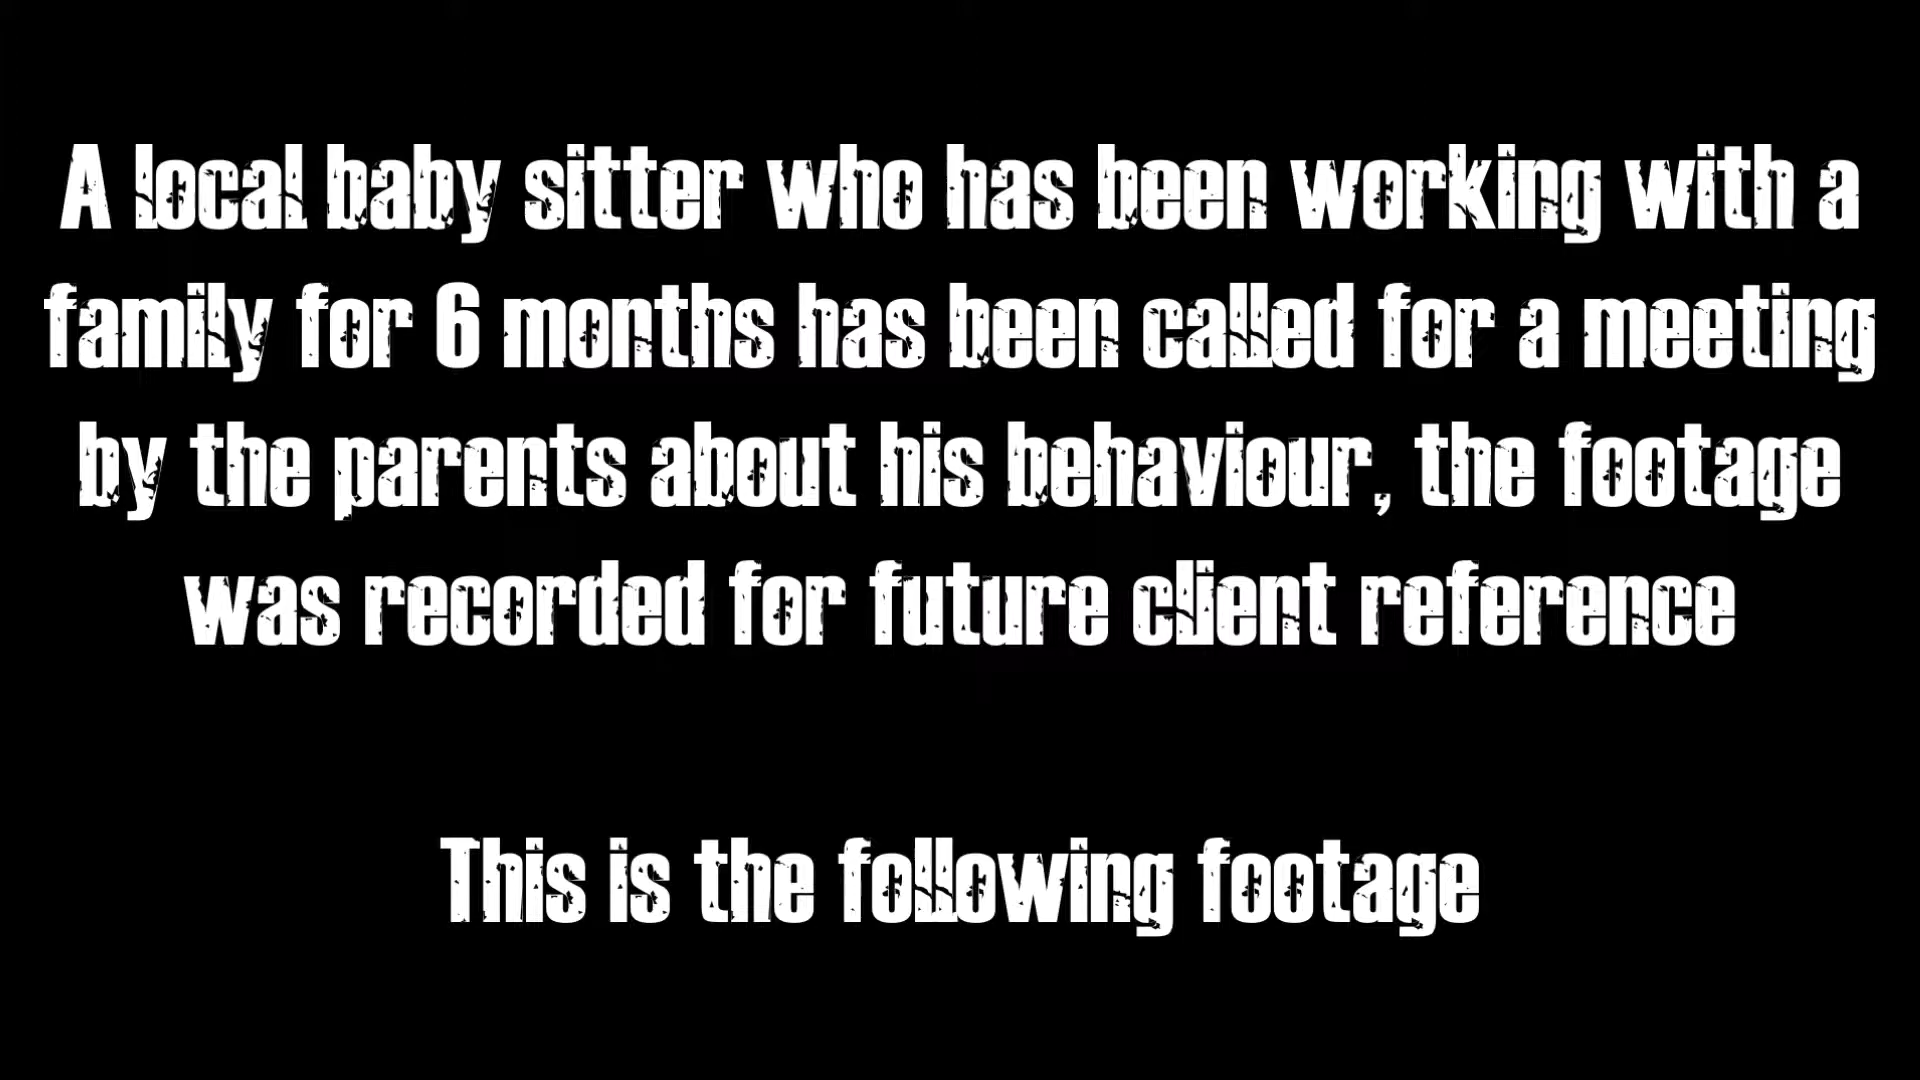 A local baby sitter who has been working with a
family for 6 months has been called for a meeting
by the parents about his behaviour, the footage
was recorded for future client reference
This is the following footage